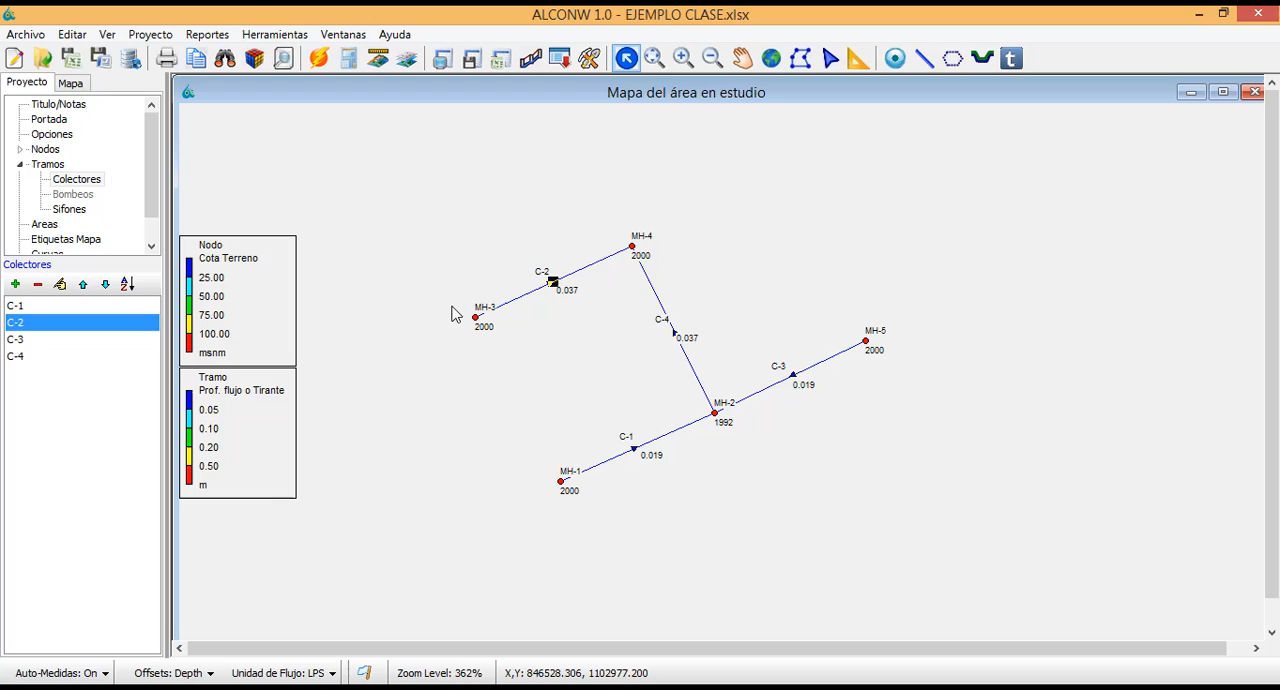 ALCONW 1.0 - EJEMPLO CLASE.xlsx
Archivo Editar Ver Proyecto Reportes Herramientas Ventanas Ayuda
t
Proyecto Mapa
Titulo/Notas
Portada
Opciones
Nodos
Tramos
Colectores
Bombeos
Sifones
Areas
Etiquetas Mapa
Curvas
Colectores
C-1
C-2
C-3
C-4
Mapa del área en estudio
Nodo
Cota Terreno
25.00
50.00
75.00
100.00
msnm
Tramo
Prof. flujo o Tirante
0.05
0.10
0.20
0.50
m
MH-4
2000
C-2
0.037
MH-3
2000
C-4
0.037
MH-5
2000
C-3
0.019
MH-2
1992
C-1
0.019
MH-1
2000
Auto-Medidas: On Offsets: Depth Unidad de Flujo: LPS Zoom Level: 362% X,Y: 846528.306, 1102977.200